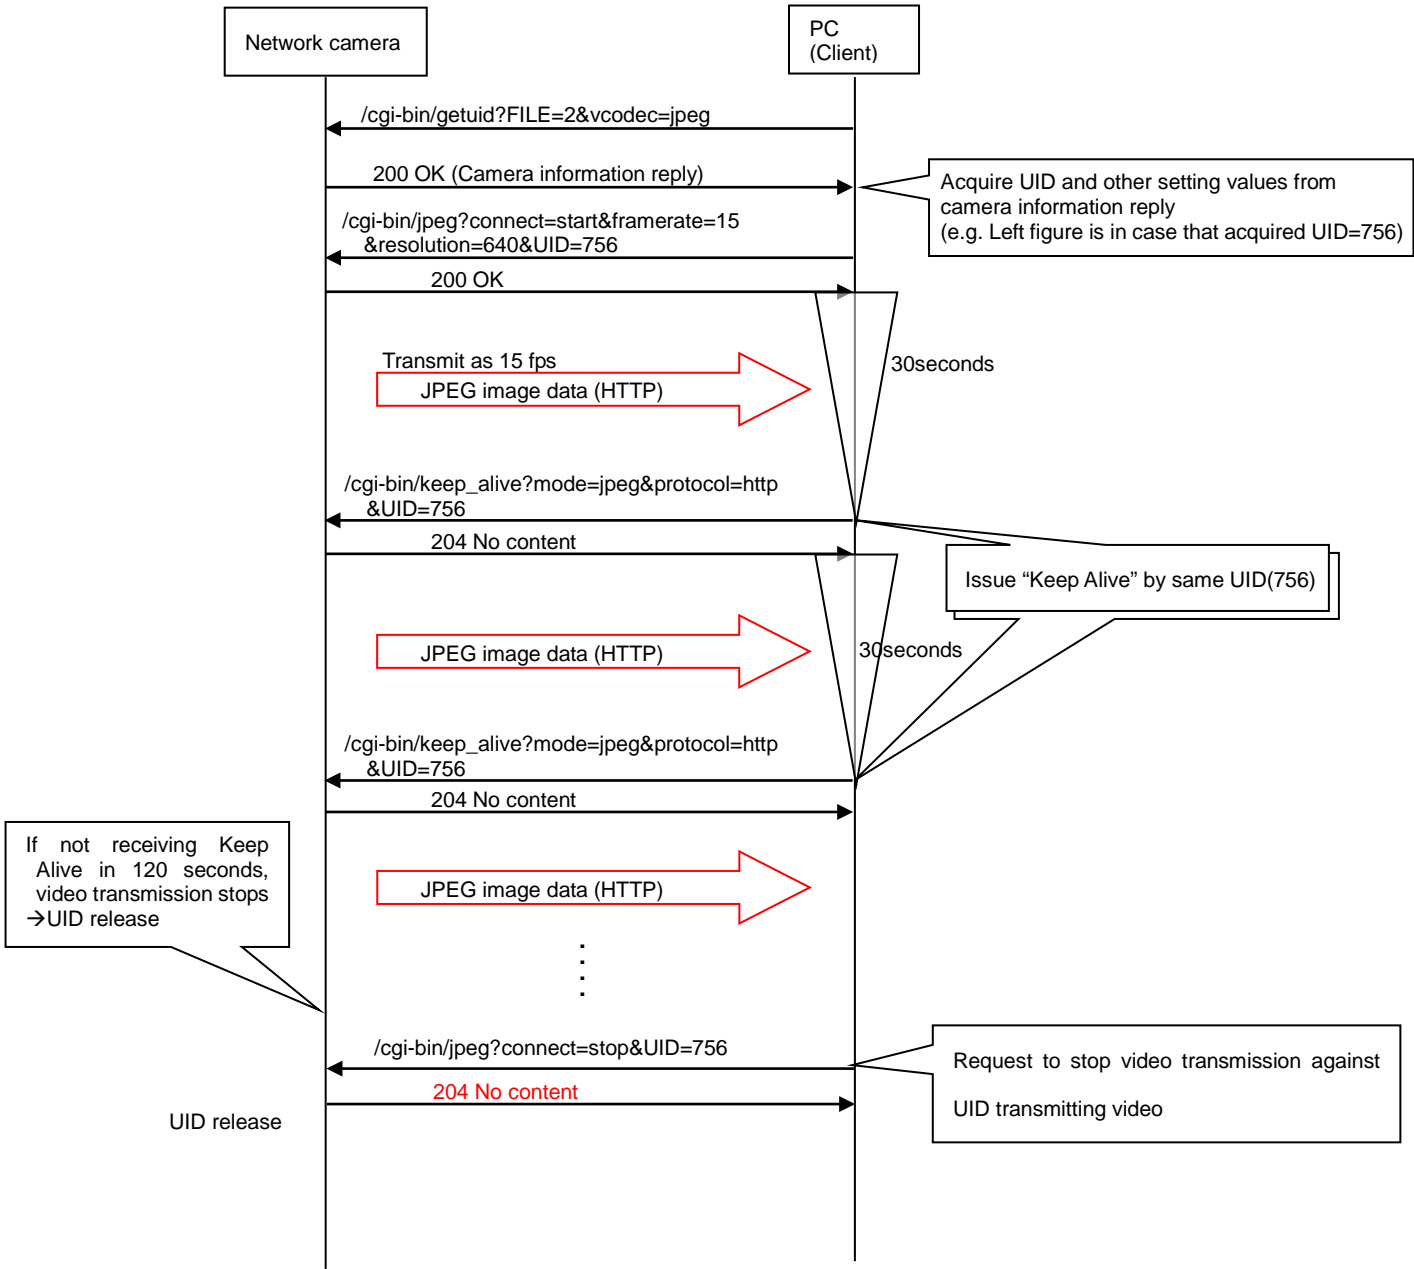 Network camera
PC
(Client)
/cgi-bin/getuid?FILE=2&vcodec=jpeg
200 OK (Camera information reply)
Acquire UID and other setting values from
camera information reply
(e.g. Left figure is in case that acquired UID=756)
/cgi-bin/jpeg?connect=start&framerate=15
&resolution=640&UID=756
200 OK
30seconds
Transmit as 15 fps
JPEG image data (HTTP)
/cgi-bin/keep_alive?mode=jpeg&protocol=http
&UID=756
204 No content
Issue “Keep Alive” by same UID(756)
JPEG image data (HTTP)
30seconds
/cgi-bin/keep_alive?mode=jpeg&protocol=http
&UID=756
204 No content
If not receiving Keep
Alive in 120 seconds,
video transmission stops
→UID release
JPEG image data (HTTP)
/cgi-bin/jpeg?connect=stop&UID=756
Request to stop video transmission against
UID transmitting video
204 No content
UID release